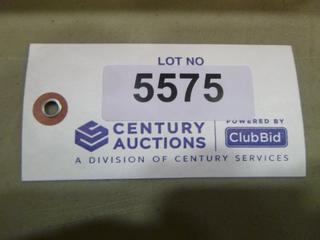 LOT NO
5575
CENTURY AUCTIONS
POWERED BY
ClubBid
A DIVISION OF CENTURY SERVICES